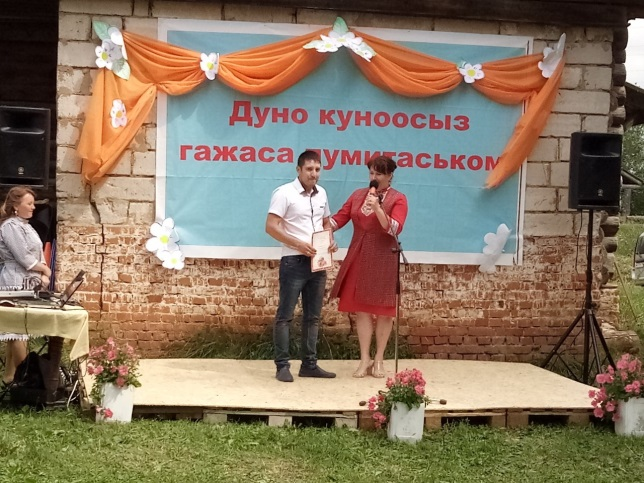 Дуно куноосыз
гажаса пумитаськом